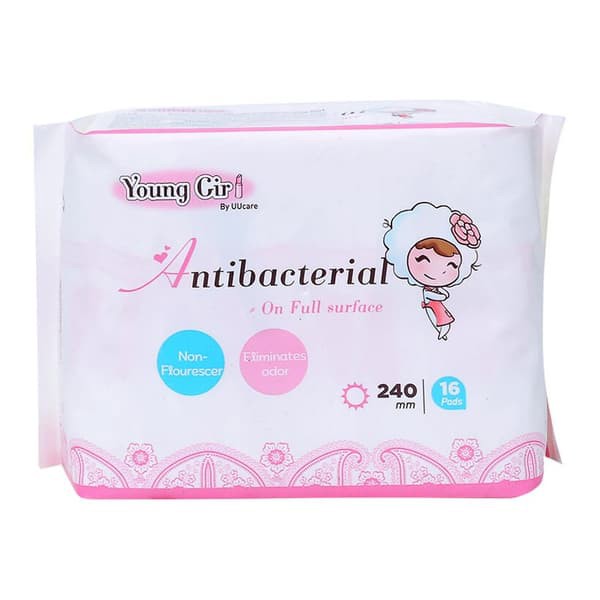 Young Girl
By UUcare
Antibacterial
On Full surface
Non-
Flourescer
Eliminates
odor
240
mm
16
Pads